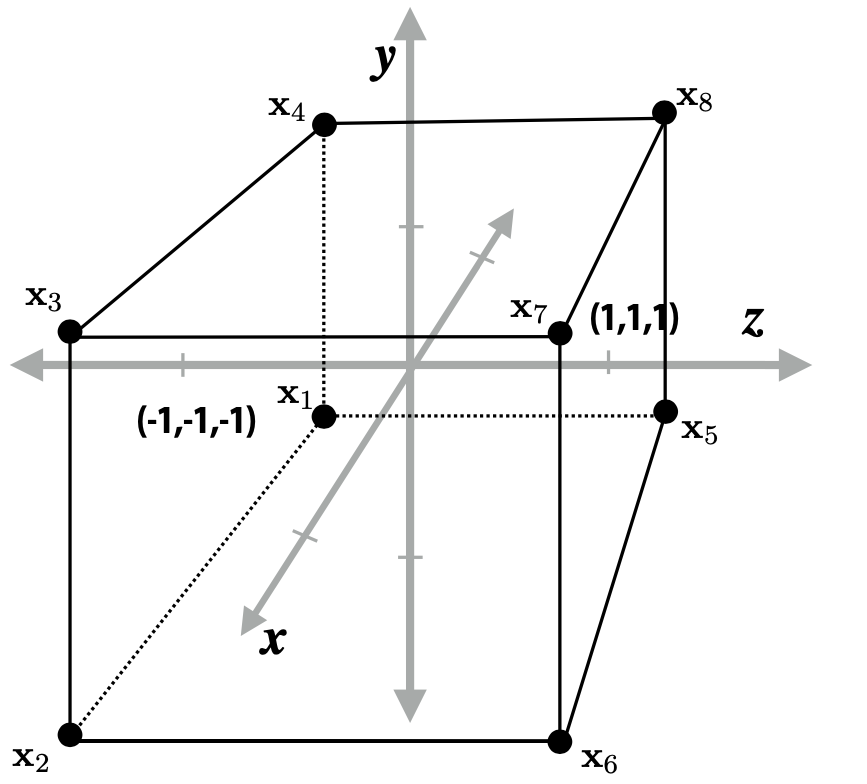 y
x₄
x₈
x₃
x₇
(1,1,1)
z
x₁
(-1,-1,-1)
x₅
x
x₂
x₆